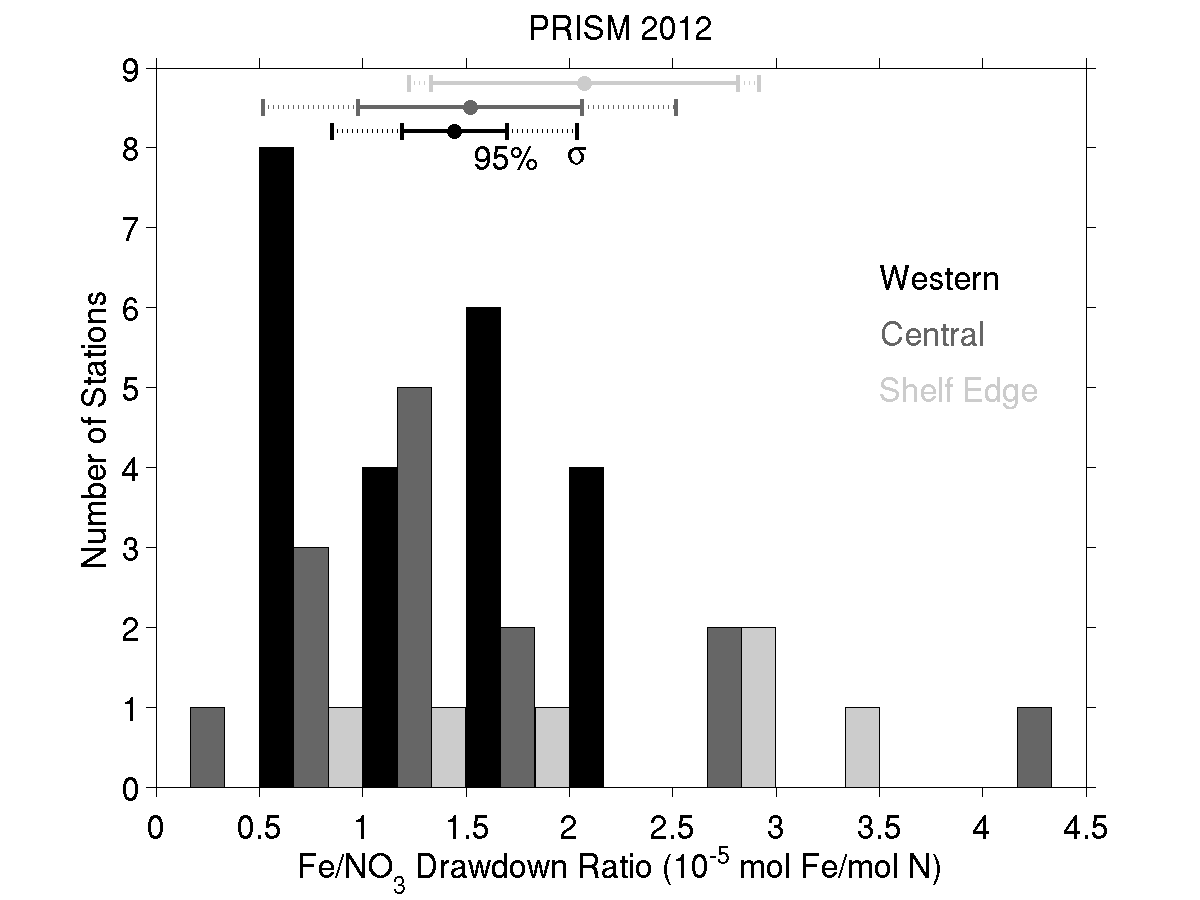 PRISM 2012
9
8
7
6
5
4
3
2
1
0
Number of Stations
95% σ
Western
Central
Shelf Edge
0 0.5 1 1.5 2 2.5 3 3.5 4 4.5
Fe/NO₃ Drawdown Ratio (10⁻⁵ mol Fe/mol N)